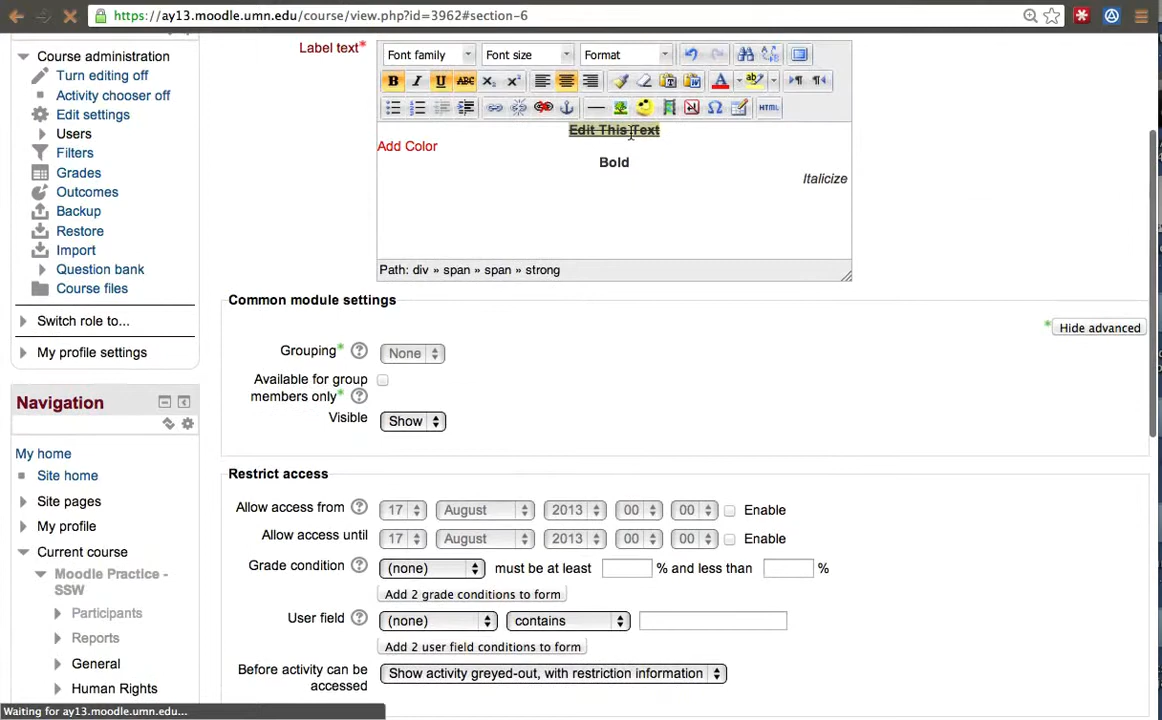 https://ay13.moodle.umn.edu/course/view.php?id=3962#section-6
Course administration
Turn editing off
Activity chooser off
Edit settings
Users
Filters
Grades
Outcomes
Backup
Restore
Import
Question bank
Course files
Switch role to...
My profile settings
Navigation
My home
Site home
Site pages
My profile
Current course
Moodle Practice -
SSW
Participants
Reports
General
Human Rights
Waiting for ay13.moodle.umn.edu...
Label text*
Font family Font size Format
B I U ABC x₂ x² A ab
HTML
Edit This Text
Add Color
Bold
Italicize
Path: div » span » span » strong
Common module settings
* Hide advanced
Grouping* None
Available for group
members only*
Visible Show
Restrict access
Allow access from 17 August 2013 00 00 Enable
Allow access until 17 August 2013 00 00 Enable
Grade condition (none) must be at least % and less than %
Add 2 grade conditions to form
User field (none) contains
Add 2 user field conditions to form
Before activity can be
accessed
Show activity greyed-out, with restriction information